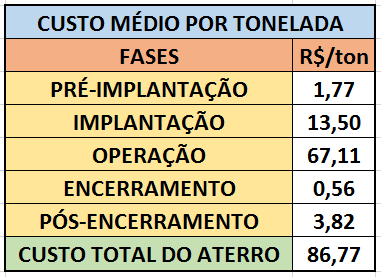 CUSTO MÉDIO POR TONELADA
FASES R$/ton
PRÉ-IMPLANTAÇÃO 1,77
IMPLANTAÇÃO 13,50
OPERAÇÃO 67,11
ENCERRAMENTO 0,56
PÓS-ENCERRAMENTO 3,82
CUSTO TOTAL DO ATERRO 86,77